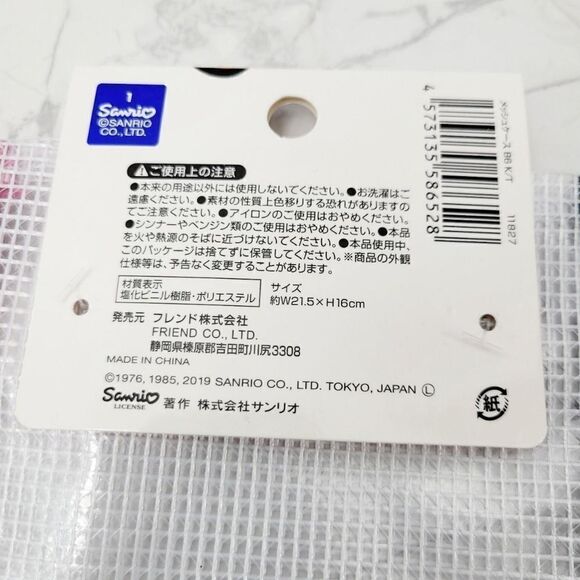 1
Sanrio
©SANRIO
CO., LTD.
メッシュケース B6 K/T 11827
4 573135 586528
ご使用上の注意
●本来の用途以外には使用しないでください。●お洗濯はご
遠慮ください。●素材の性質上色移りする恐れがありますの
でご注意ください。●アイロンのご使用はおやめください。
●シンナーやベンジン類のご使用はおやめください。●本品
を火や熱源のそばに近づけないでください。●本品使用中、
このパッケージは捨てずに保管してください。※商品の外観
仕様等は、予告なく変更することがあります。
材質表示
塩化ビニル樹脂・ポリエステル
サイズ
約W21.5×H16cm
発売元 フレンド株式会社
FRIEND CO., LTD.
静岡県榛原郡吉田町川尻3308
MADE IN CHINA
©1976, 1985, 2019 SANRIO CO., LTD. TOKYO, JAPAN Ⓛ
Sanrio
LICENSE
著作 株式会社サンリオ
紙